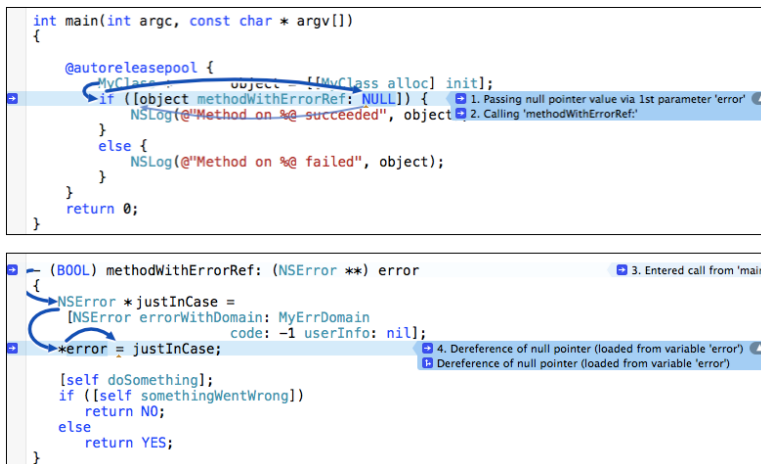 int main(int argc, const char * argv[])
{
@autoreleasepool {
MyClass object = [[MyClass alloc] init];
if ([object methodWithErrorRef: NULL]) { 1. Passing null pointer value via 1st parameter 'error'
NSLog(@"Method on %@ succeeded", object 2. Calling 'methodWithErrorRef:'
}
else {
NSLog(@"Method on %@ failed", object);
}
}
return 0;
}
- (BOOL) methodWithErrorRef: (NSError **) error 3. Entered call from 'main
{
NSError *justInCase =
[NSError errorWithDomain: MyErrDomain
code: -1 userInfo: nil];
*error = justInCase; 4. Dereference of null pointer (loaded from variable 'error')
Dereference of null pointer (loaded from variable 'error')
[self doSomething];
if ([self somethingWentWrong])
return NO;
else
return YES;
}